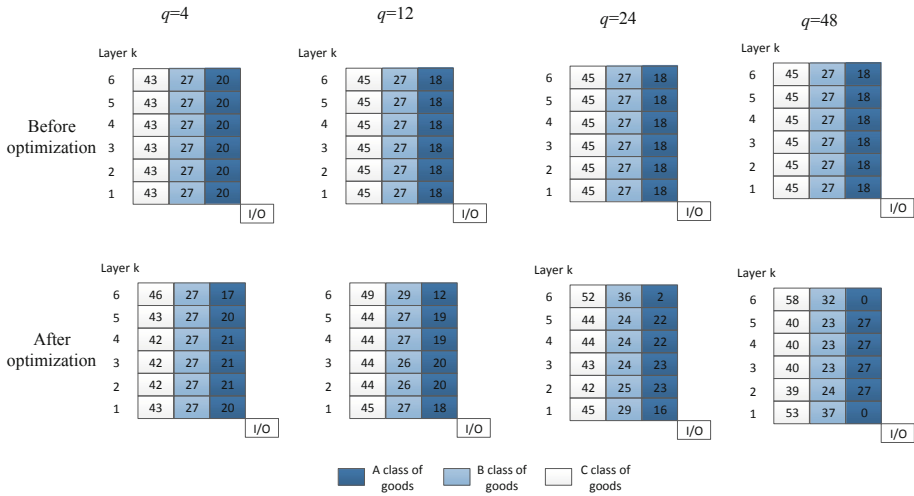 q=4 q=12 q=24 q=48
Layer k Layer k Layer k Layer k
6 43 27 20 6 45 27 18 6 45 27 18 6 45 27 18
5 43 27 20 5 45 27 18 5 45 27 18 5 45 27 18
4 43 27 20 4 45 27 18 4 45 27 18 4 45 27 18
3 43 27 20 3 45 27 18 3 45 27 18 3 45 27 18
2 43 27 20 2 45 27 18 2 45 27 18 2 45 27 18
1 43 27 20 1 45 27 18 1 45 27 18 1 45 27 18
Before
optimization
I/O I/O I/O I/O
Layer k Layer k Layer k Layer k
6 46 27 17 6 49 29 12 6 52 36 2 6 58 32 0
5 43 27 20 5 44 27 19 5 44 24 22 5 40 23 27
4 42 27 21 4 44 27 19 4 44 24 22 4 40 23 27
3 42 27 21 3 44 26 20 3 43 24 23 3 40 23 27
2 42 27 21 2 44 26 20 2 42 25 23 2 39 24 27
1 43 27 20 1 45 27 18 1 45 29 16 1 53 37 0
After
optimization
I/O I/O I/O I/O
A class of goods
B class of goods
C class of goods